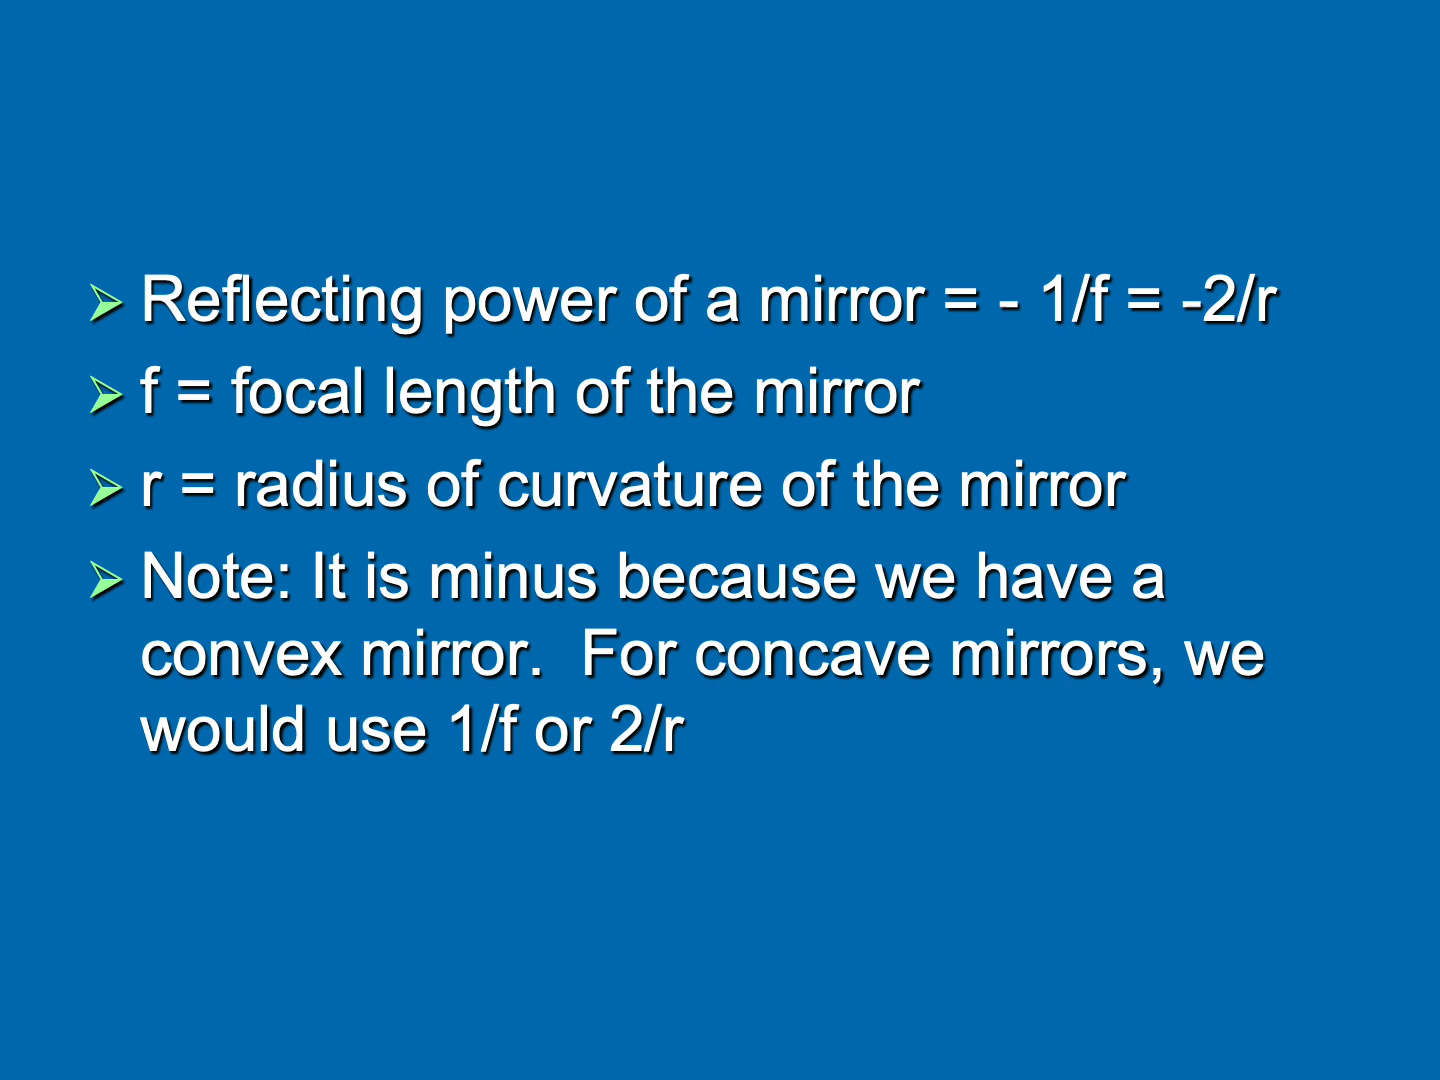 Reflecting power of a mirror = - 1/f = -2/r
f = focal length of the mirror
r = radius of curvature of the mirror
Note: It is minus because we have a
convex mirror.  For concave mirrors, we
would use 1/f or 2/r